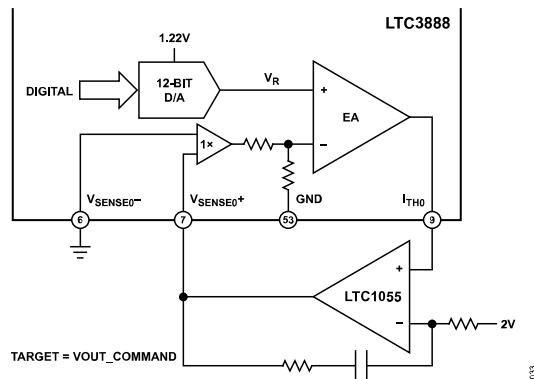 LTC3888
1.22V
DIGITAL
12-BIT
D/A
VR
+
EA
−
1×
VSENSE0−
VSENSE0+
GND
ITH0
6
7
53
9
+
LTC1055
−
2V
TARGET = VOUT_COMMAND
033